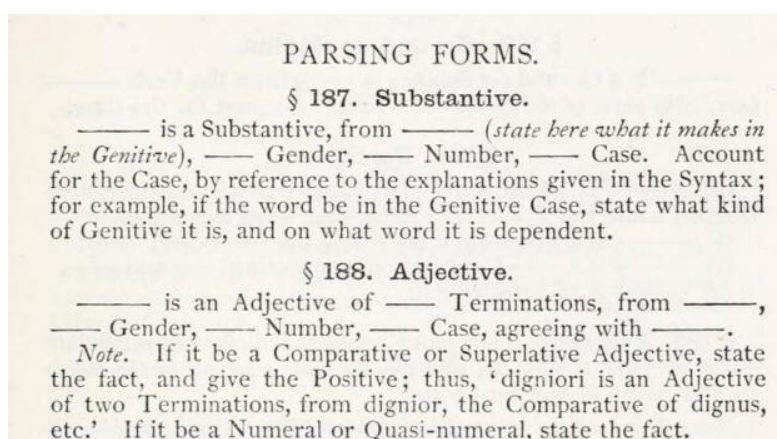 PARSING FORMS.
§ 187. Substantive.
—— is a Substantive, from —— (state here what it makes in
the Genitive), —— Gender, —— Number, —— Case. Account
for the Case, by reference to the explanations given in the Syntax;
for example, if the word be in the Genitive Case, state what kind
of Genitive it is, and on what word it is dependent.
§ 188. Adjective.
—— is an Adjective of —— Terminations, from ——,
—— Gender, —— Number, —— Case, agreeing with ——.
Note. If it be a Comparative or Superlative Adjective, state
the fact, and give the Positive; thus, ‘digniori is an Adjective
of two Terminations, from dignior, the Comparative of dignus,
etc.’ If it be a Numeral or Quasi-numeral, state the fact.